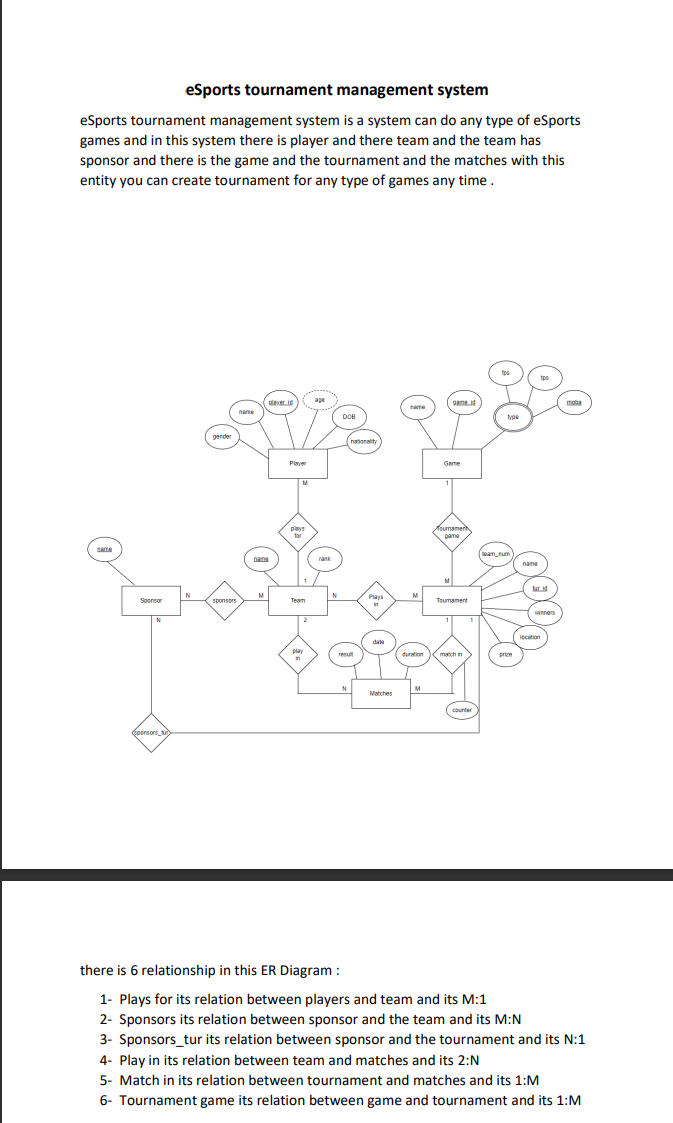 eSports tournament management system
eSports tournament management system is a system can do any type of eSports
games and in this system there is player and there team and the team has
sponsor and there is the game and the tournament and the matches with this
entity you can create tournament for any type of games any time .
fps
tps
moba
type
player_id
age
name
DOB
gender
nationality
name
game_id
Player
Game
M
1
plays
for
Tournament
game
name
name
rank
team_num
name
tur_id
winners
location
prize
1
M
Sponsor
N
sponsors
M
Team
N
Plays
in
M
Tournament
N
2
1
1
play
in
result
date
duration
match in
N
Matches
M
counter
sponsors_tur
there is 6 relationship in this ER Diagram :
1- Plays for its relation between players and team and its M:1
2- Sponsors its relation between sponsor and the team and its M:N
3- Sponsors_tur its relation between sponsor and the tournament and its N:1
4- Play in its relation between team and matches and its 2:N
5- Match in its relation between tournament and matches and its 1:M
6- Tournament game its relation between game and tournament and its 1:M